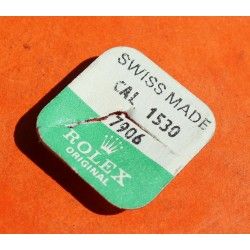 SWISS MADE
CAL 1530
7906
ROLEX
ORIGINAL